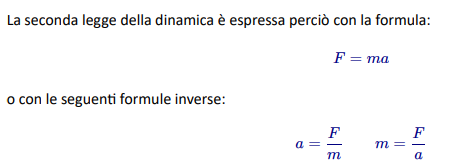 La seconda legge della dinamica è espressa perciò con la formula:
F = ma
o con le seguenti formule inverse:
a = F/m m = F/a